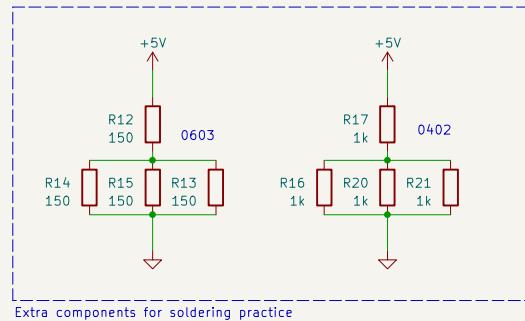 +5V
+5V
R12
150
0603
R17
1k
0402
R14
150
R15
150
R13
150
R16
1k
R20
1k
R21
1k
Extra components for soldering practice